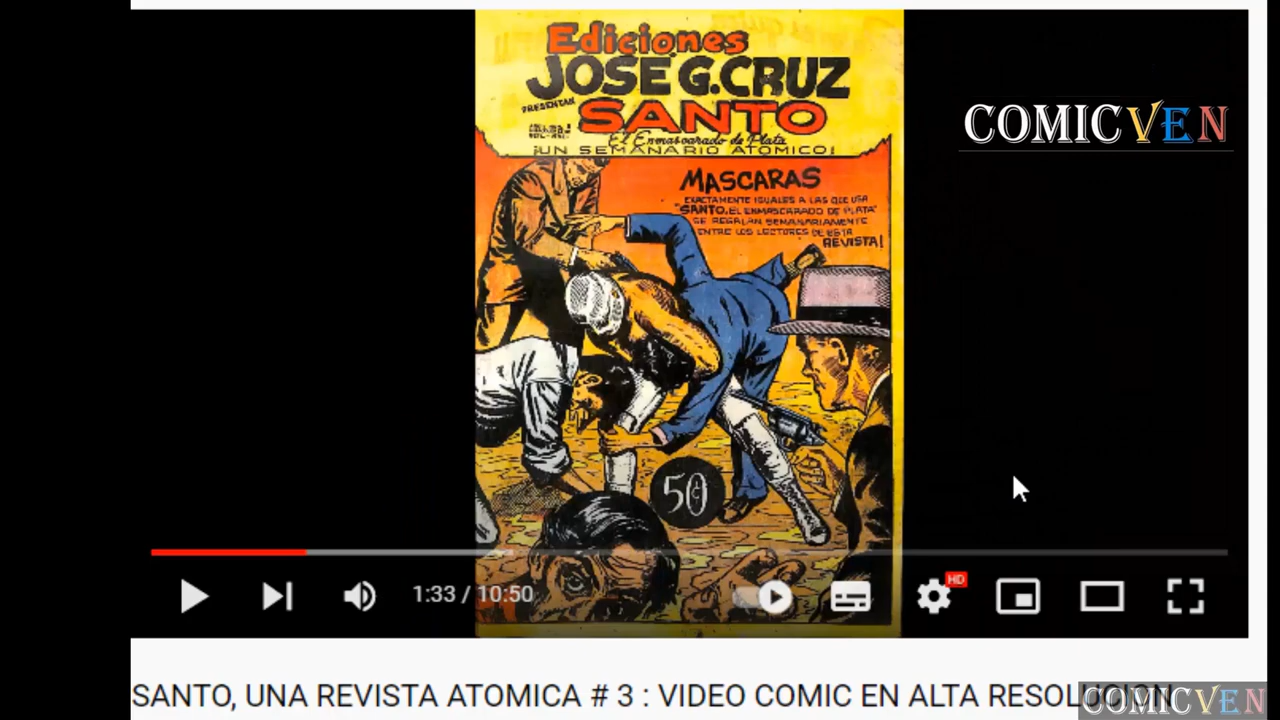 Ediciones
JOSE G. CRUZ
PRESENTAN
SANTO
El Enmascarado de Plata
¡UN SEMANARIO ATOMICO!
COMICVEN
MASCARAS
EXACTAMENTE IGUALES A LAS QUE USA
"SANTO, EL ENMASCARADO DE PLATA"
SE REGALAN SEMANARIAMENTE
ENTRE LOS LECTORES DE ESTA
REVISTA!
50¢
1:33 / 10:50
HD
SANTO, UNA REVISTA ATOMICA # 3 : VIDEO COMIC EN ALTA RESOLUCION
COMICVEN